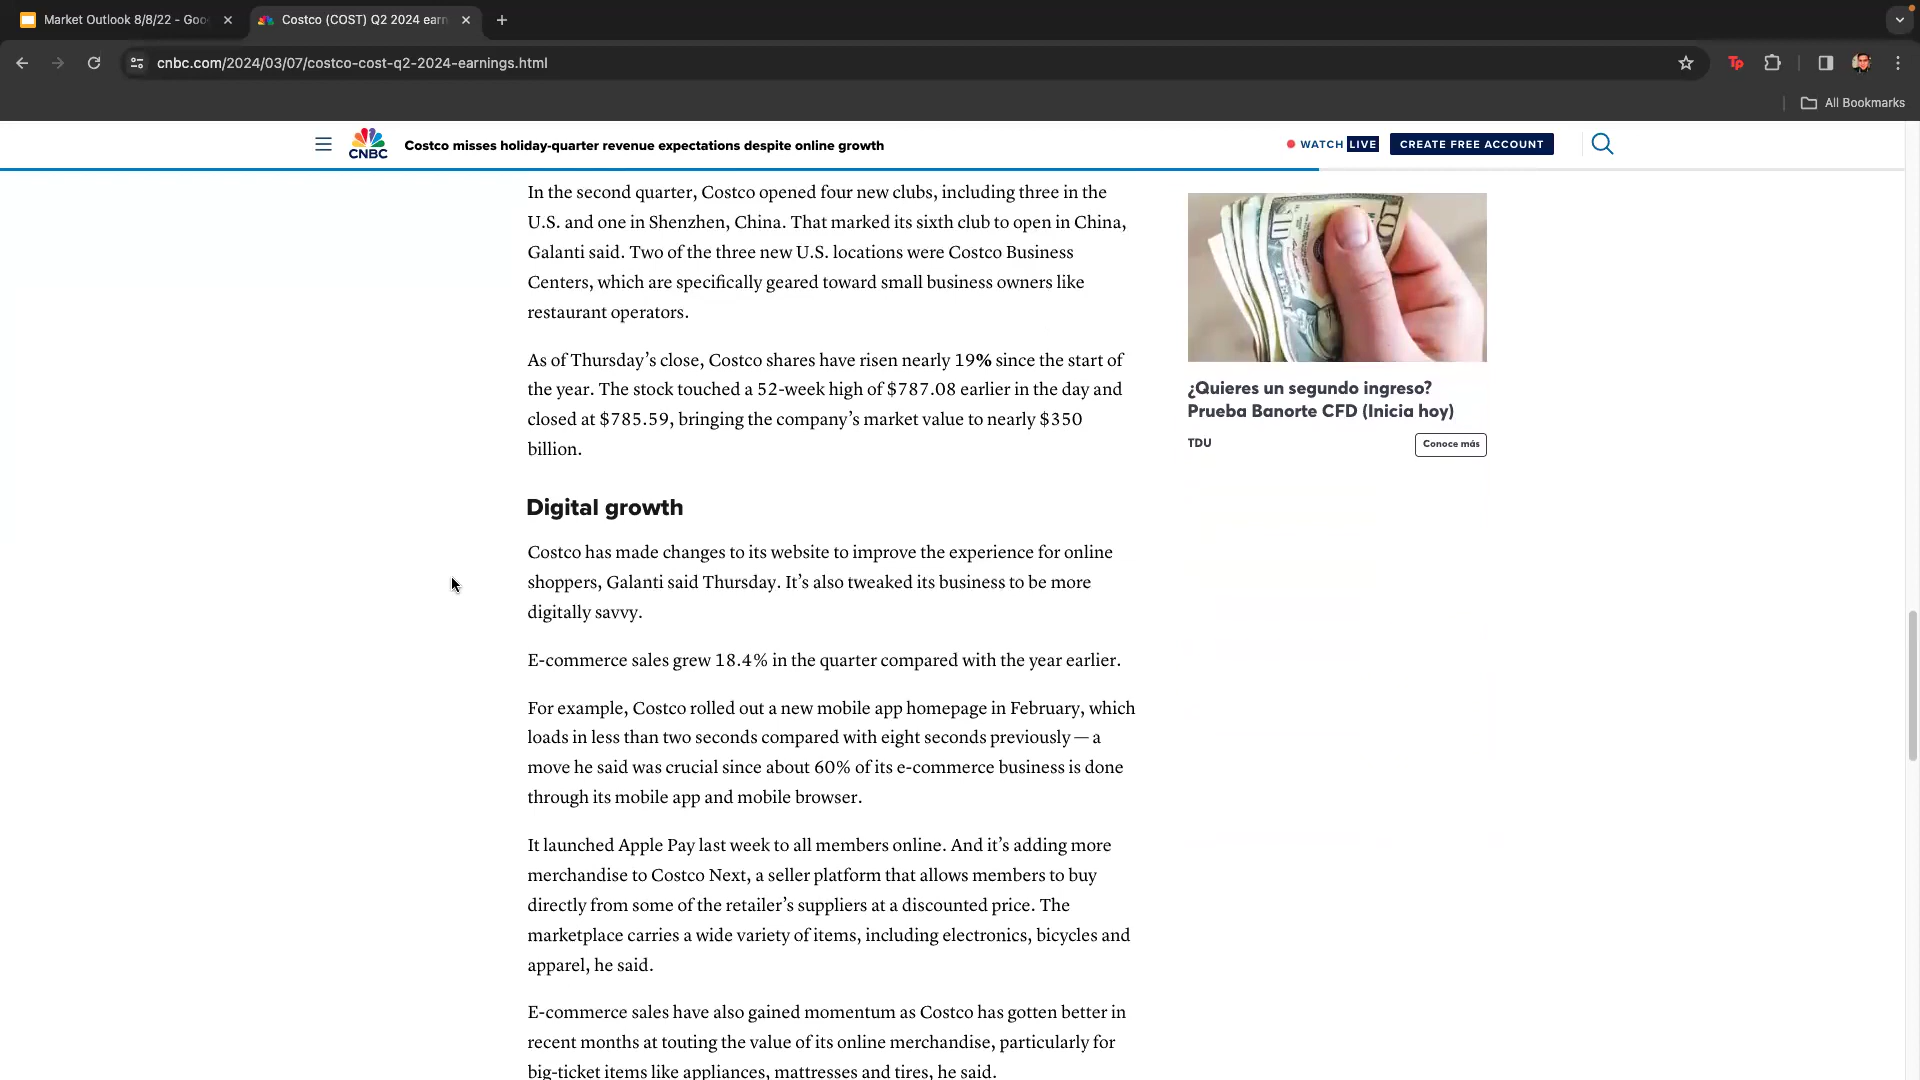 Market Outlook 8/8/22 - Goo
Costco (COST) Q2 2024 earn
cnbc.com/2024/03/07/costco-cost-q2-2024-earnings.html
Tp
All Bookmarks
CNBC
Costco misses holiday-quarter revenue expectations despite online growth
WATCH LIVE
CREATE FREE ACCOUNT
In the second quarter, Costco opened four new clubs, including three in the
U.S. and one in Shenzhen, China. That marked its sixth club to open in China,
Galanti said. Two of the three new U.S. locations were Costco Business
Centers, which are specifically geared toward small business owners like
restaurant operators.
As of Thursday’s close, Costco shares have risen nearly 19% since the start of
the year. The stock touched a 52-week high of $787.08 earlier in the day and
closed at $785.59, bringing the company’s market value to nearly $350
billion.
Digital growth
Costco has made changes to its website to improve the experience for online
shoppers, Galanti said Thursday. It’s also tweaked its business to be more
digitally savvy.
E-commerce sales grew 18.4% in the quarter compared with the year earlier.
For example, Costco rolled out a new mobile app homepage in February, which
loads in less than two seconds compared with eight seconds previously — a
move he said was crucial since about 60% of its e-commerce business is done
through its mobile app and mobile browser.
It launched Apple Pay last week to all members online. And it’s adding more
merchandise to Costco Next, a seller platform that allows members to buy
directly from some of the retailer’s suppliers at a discounted price. The
marketplace carries a wide variety of items, including electronics, bicycles and
apparel, he said.
E-commerce sales have also gained momentum as Costco has gotten better in
recent months at touting the value of its online merchandise, particularly for
big-ticket items like appliances, mattresses and tires, he said.
¿Quieres un segundo ingreso?
Prueba Banorte CFD (Inicia hoy)
TDU
Conoce más